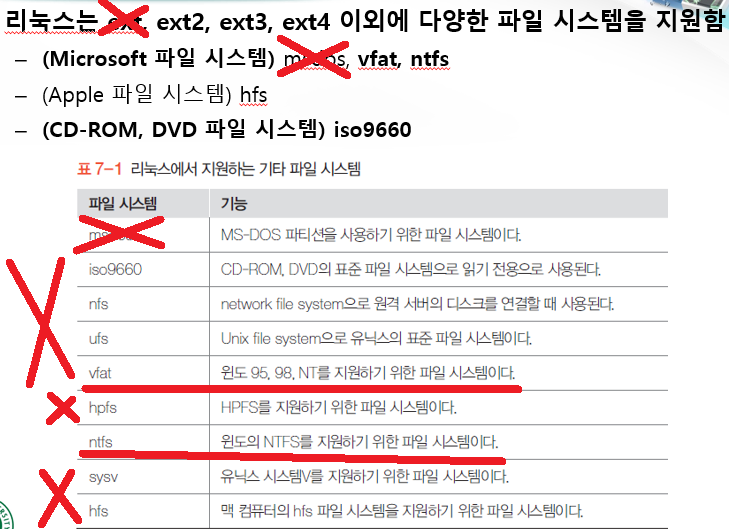 리눅스는 ext, ext2, ext3, ext4 이외에 다양한 파일 시스템을 지원함
– (Microsoft 파일 시스템) msdos, vfat, ntfs
– (Apple 파일 시스템) hfs
– (CD-ROM, DVD 파일 시스템) iso9660
표 7-1 리눅스에서 지원하는 기타 파일 시스템
파일 시스템 기능
MS-DOS 파티션을 사용하기 위한 파일 시스템이다.
iso9660 CD-ROM, DVD의 표준 파일 시스템으로 읽기 전용으로 사용된다.
nfs network file system으로 원격 서버의 디스크를 연결할 때 사용된다.
ufs Unix file system으로 유닉스의 표준 파일 시스템이다.
vfat 윈도 95, 98, NT를 지원하기 위한 파일 시스템이다.
hpfs HPFS를 지원하기 위한 파일 시스템이다.
ntfs 윈도의 NTFS를 지원하기 위한 파일 시스템이다.
sysv 유닉스 시스템V를 지원하기 위한 파일 시스템이다.
hfs 맥 컴퓨터의 hfs 파일 시스템을 지원하기 위한 파일 시스템이다.